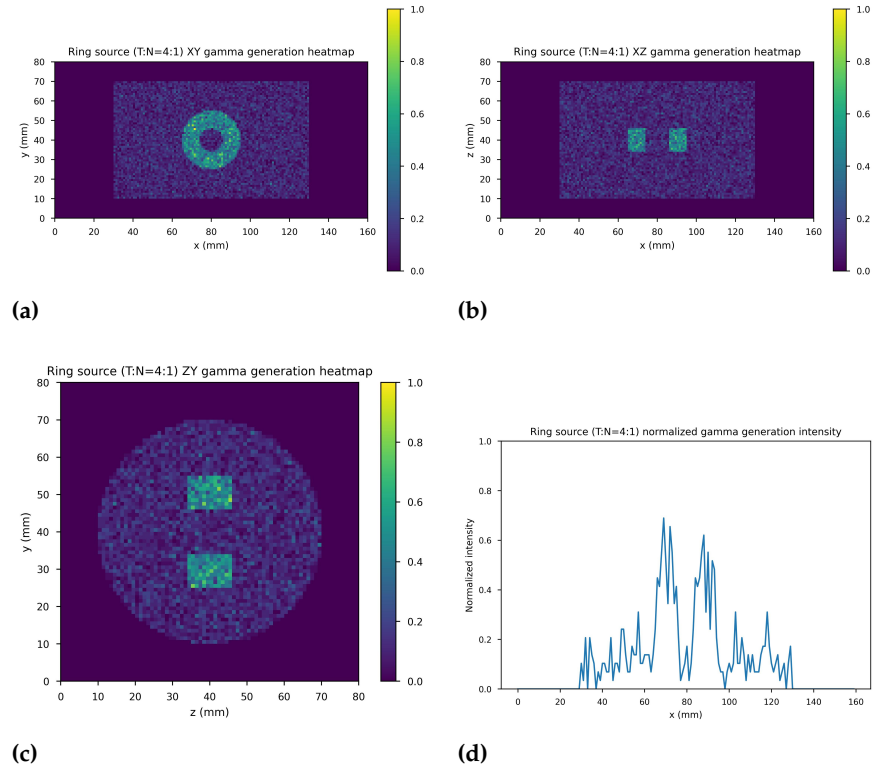 Ring source (T:N=4:1) XY gamma generation heatmap
80
70
60
50
40
30
20
10
0
y (mm)
0 20 40 60 80 100 120 140 160
x (mm)
1.0
0.8
0.6
0.4
0.2
0.0
(a)
Ring source (T:N=4:1) XZ gamma generation heatmap
80
70
60
50
40
30
20
10
0
z (mm)
0 20 40 60 80 100 120 140 160
x (mm)
1.0
0.8
0.6
0.4
0.2
0.0
(b)
Ring source (T:N=4:1) ZY gamma generation heatmap
80
70
60
50
40
30
20
10
0
y (mm)
0 10 20 30 40 50 60 70 80
z (mm)
1.0
0.8
0.6
0.4
0.2
0.0
(c)
Ring source (T:N=4:1) normalized gamma generation intensity
1.0
0.8
0.6
0.4
0.2
0.0
Normalized intensity
0 20 40 60 80 100 120 140 160
x (mm)
(d)